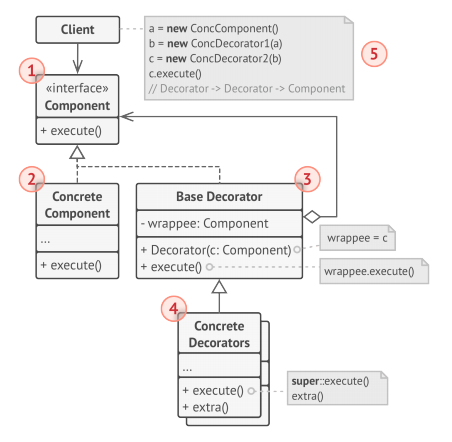 Client
a = new ConcComponent()
b = new ConcDecorator1(a)
c = new ConcDecorator2(b)
c.execute()
// Decorator -> Decorator -> Component
5
1
«interface»
Component
+ execute()
2
Concrete
Component
...
+ execute()
3
Base Decorator
- wrappee: Component
+ Decorator(c: Component)
+ execute()
wrappee = c
wrappee.execute()
4
Concrete
Decorators
...
+ execute()
+ extra()
super::execute()
extra()